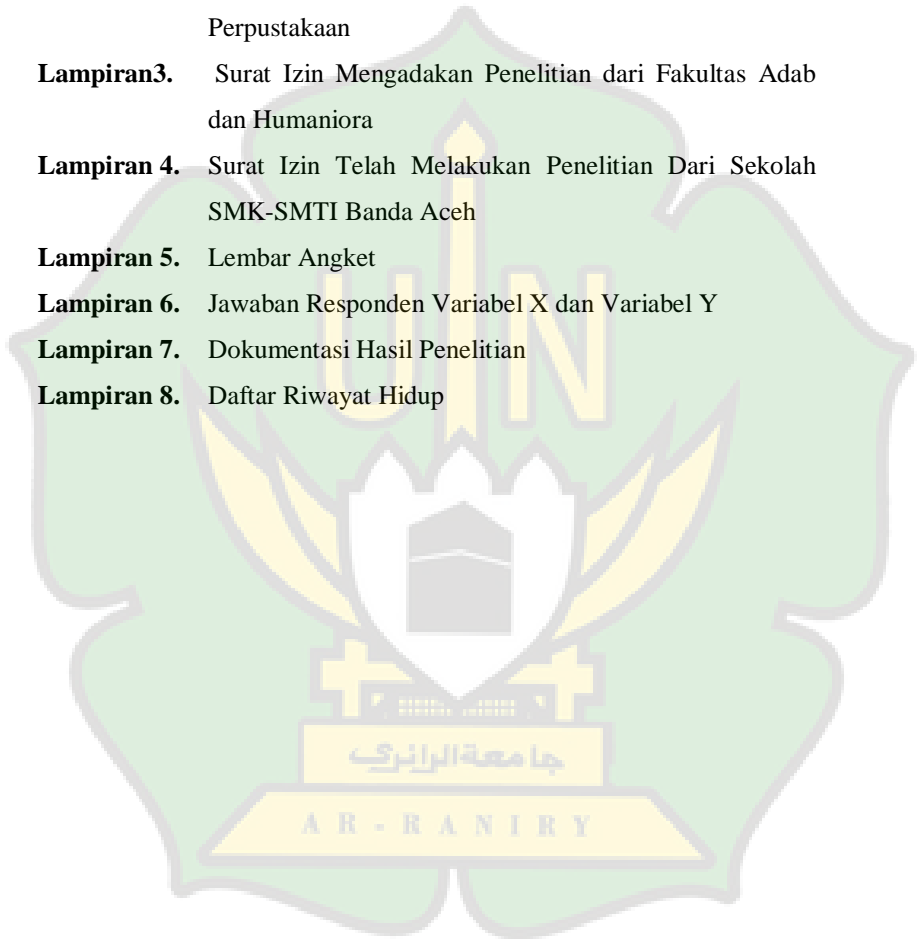 Perpustakaan
Lampiran3. Surat Izin Mengadakan Penelitian dari Fakultas Adab
dan Humaniora
Lampiran 4. Surat Izin Telah Melakukan Penelitian Dari Sekolah
SMK-SMTI Banda Aceh
Lampiran 5. Lembar Angket
Lampiran 6. Jawaban Responden Variabel X dan Variabel Y
Lampiran 7. Dokumentasi Hasil Penelitian
Lampiran 8. Daftar Riwayat Hidup
UIN
جامعة الرانري
AR-RANIRY